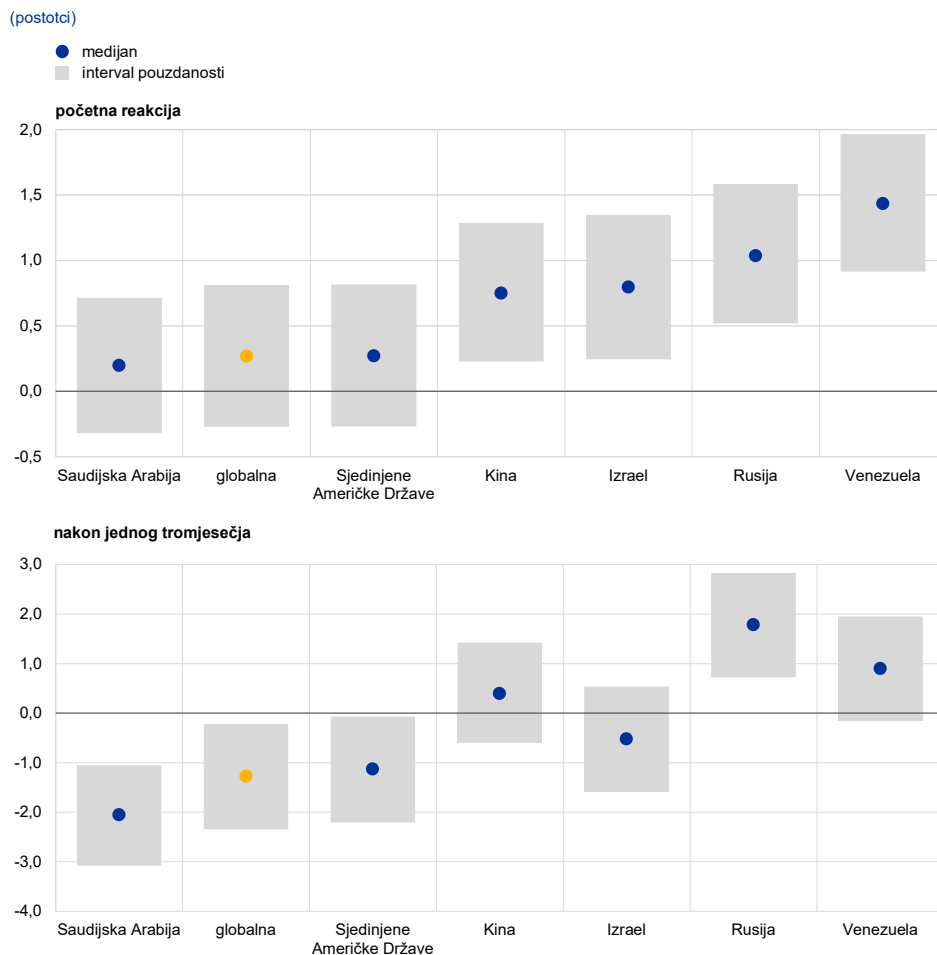 (postotci)
medijan
interval pouzdanosti
početna reakcija
2,0
1,5
1,0
0,5
0,0
-0,5
Saudijska Arabija globalna Sjedinjene Kina Izrael Rusija Venezuela
Američke Države
nakon jednog tromjesečja
3,0
2,0
1,0
0,0
-1,0
-2,0
-3,0
-4,0
Saudijska Arabija globalna Sjedinjene Kina Izrael Rusija Venezuela
Američke Države